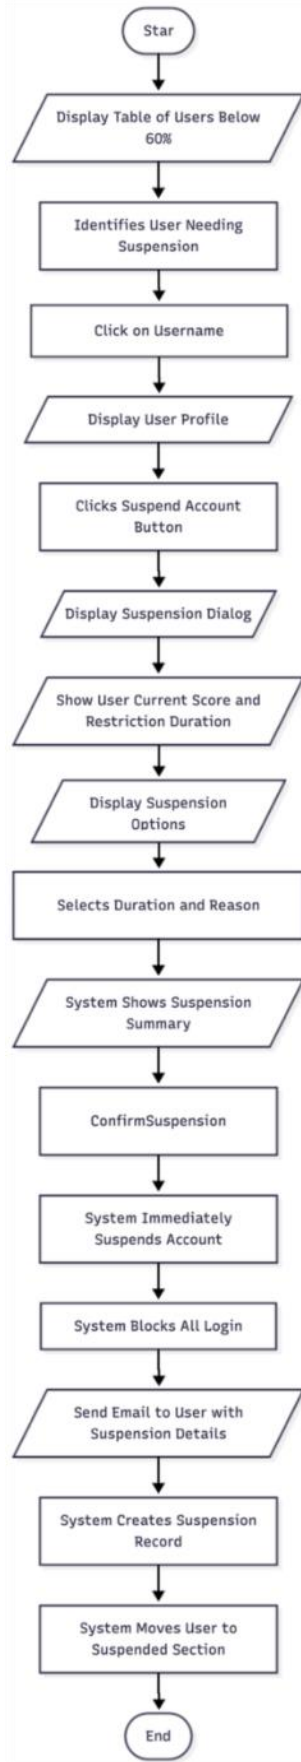 Star
Display Table of Users Below
60%
Identifies User Needing
Suspension
Click on Username
Display User Profile
Clicks Suspend Account
Button
Display Suspension Dialog
Show User Current Score and
Restriction Duration
Display Suspension
Options
Selects Duration and Reason
System Shows Suspension
Summary
ConfirmSuspension
System Immediately
Suspends Account
System Blocks All Login
Send Email to User with
Suspension Details
System Creates Suspension
Record
System Moves User to
Suspended Section
End